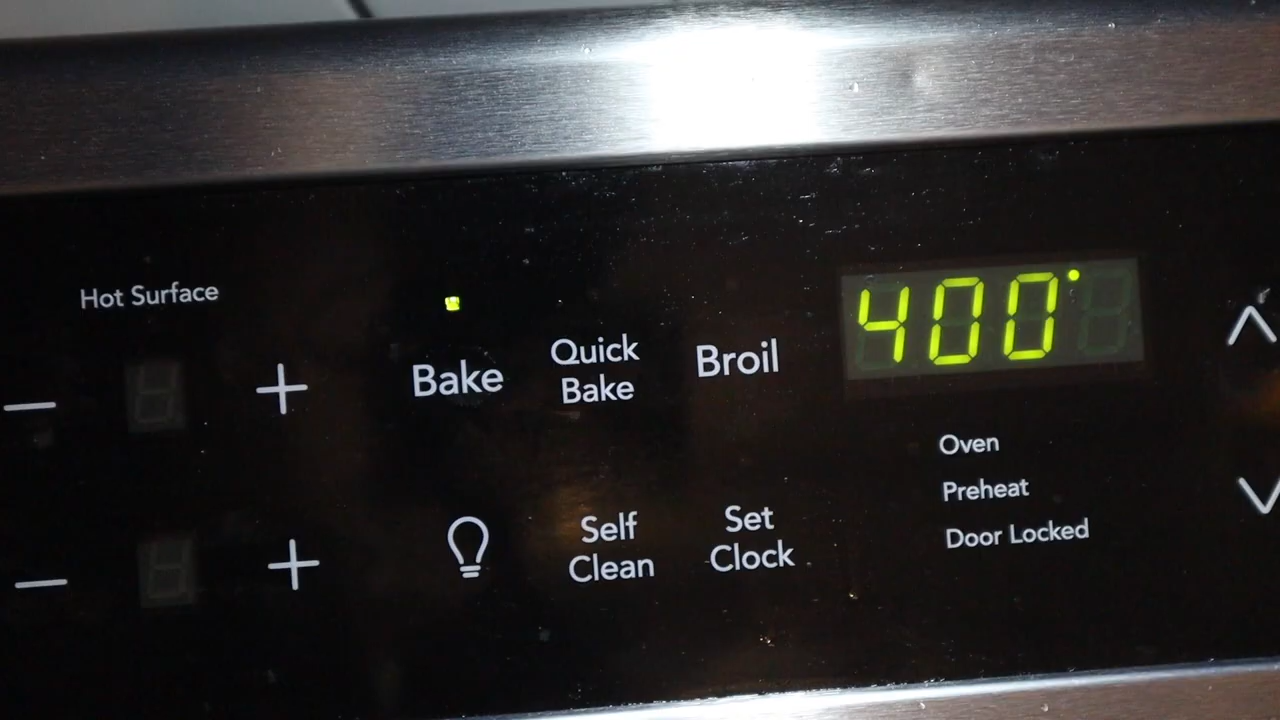 Hot Surface
Bake
Quick
Bake
Broil
400°
Oven
Preheat
Door Locked
Self
Clean
Set
Clock